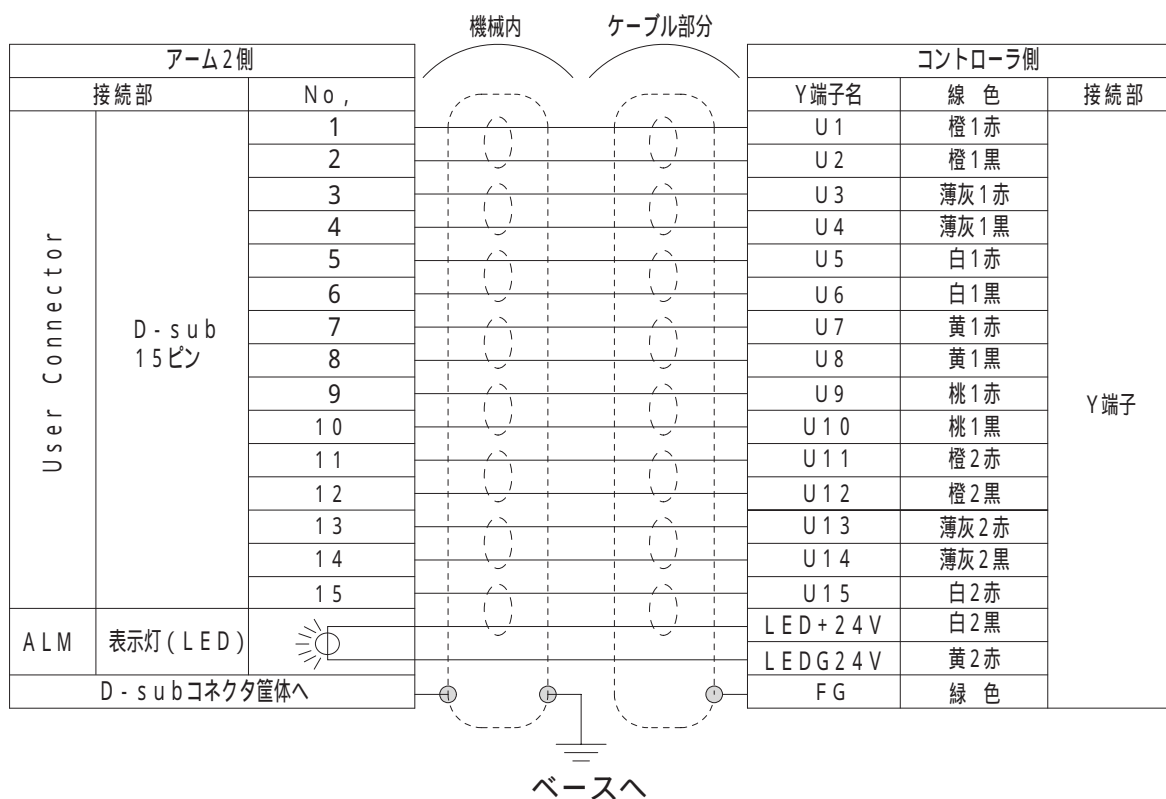 機械内 ケーブル部分
アーム2側 コントローラ側
接続部 No, Y端子名 線 色 接続部
1 U1 橙1赤
2 U2 橙1黒
3 U3 薄灰1赤
4 U4 薄灰1黒
5 U5 白1赤
6 U6 白1黒
7 U7 黄1赤
8 U8 黄1黒
9 U9 桃1赤
10 U10 桃1黒
11 U11 橙2赤
12 U12 橙2黒
13 U13 薄灰2赤
14 U14 薄灰2黒
15 U15 白2赤
User Connector
D-sub
15ピン
Y端子
LED+24V 白2黒
ALM 表示灯(LED)
LEDG24V 黄2赤
D-subコネクタ筐体へ FG 緑 色
ベースへ